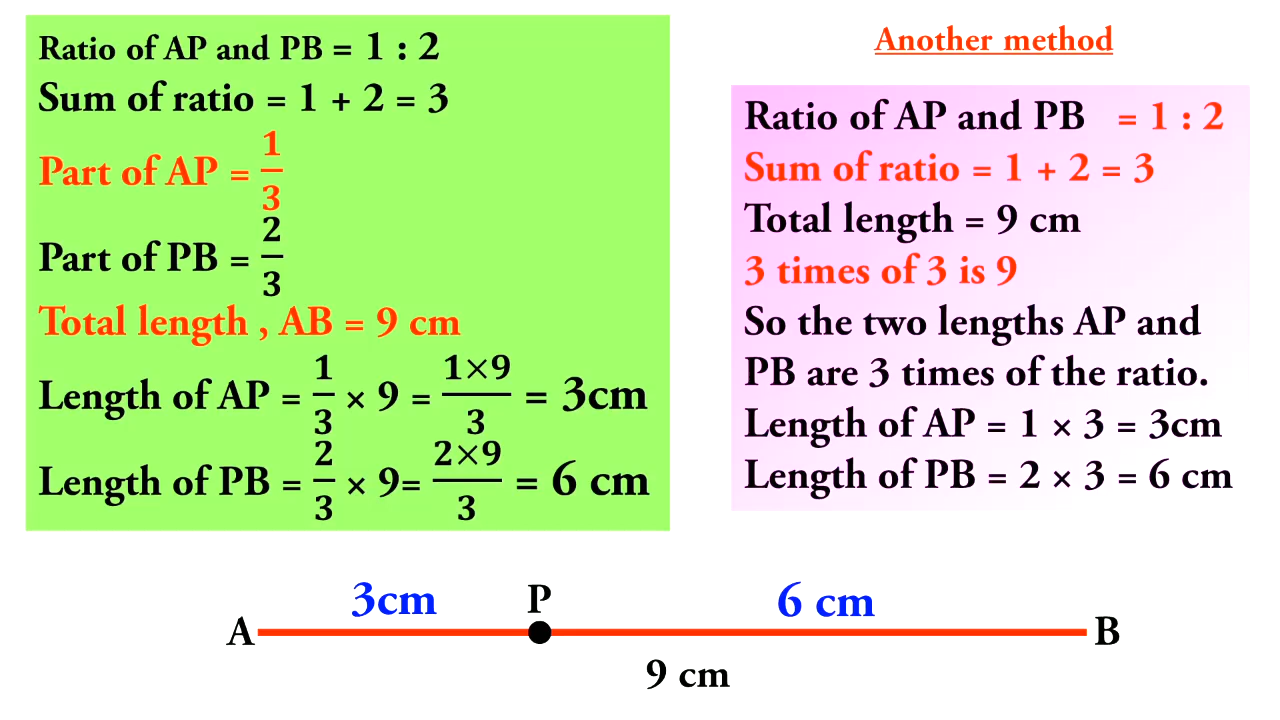 Ratio of AP and PB = 1 : 2
Sum of ratio = 1 + 2 = 3
Part of AP = 1/3
Part of PB = 2/3
Total length , AB = 9 cm
Length of AP = 1/3 × 9 = 1×9/3 = 3cm
Length of PB = 2/3 × 9= 2×9/3 = 6 cm
Another method
Ratio of AP and PB = 1 : 2
Sum of ratio = 1 + 2 = 3
Total length = 9 cm
3 times of 3 is 9
So the two lengths AP and
PB are 3 times of the ratio.
Length of AP = 1 × 3 = 3cm
Length of PB = 2 × 3 = 6 cm
3cm P 6 cm
A B
9 cm